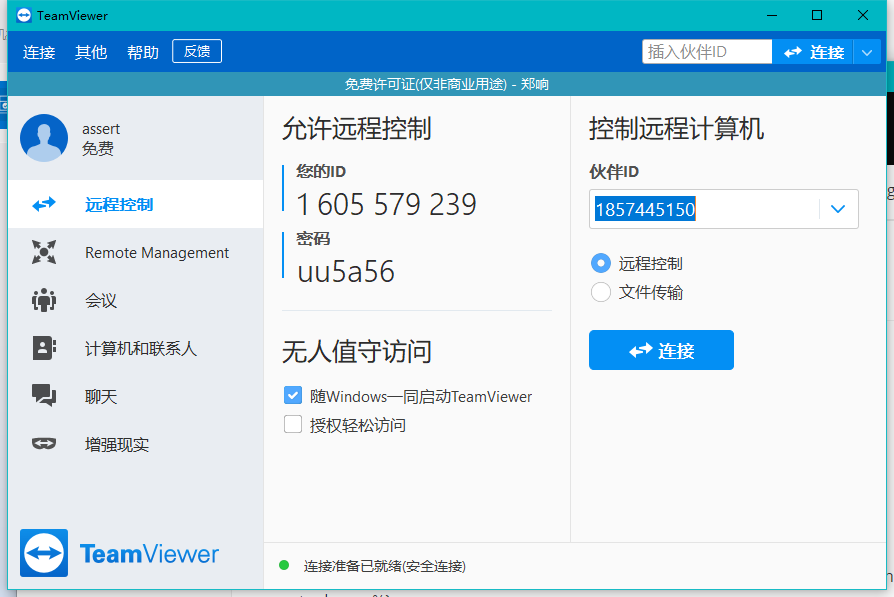 TeamViewer
连接 其他 帮助 反馈 插入伙伴ID 连接
免费许可证(仅非商业用途) - 郑响
assert
免费
远程控制
Remote Management
会议
计算机和联系人
聊天
增强现实
TeamViewer
允许远程控制
您的ID
1 605 579 239
密码
uu5a56
无人值守访问
随Windows一同启动TeamViewer
授权轻松访问
控制远程计算机
伙伴ID
1857445150
远程控制
文件传输
连接
连接准备已就绪(安全连接)